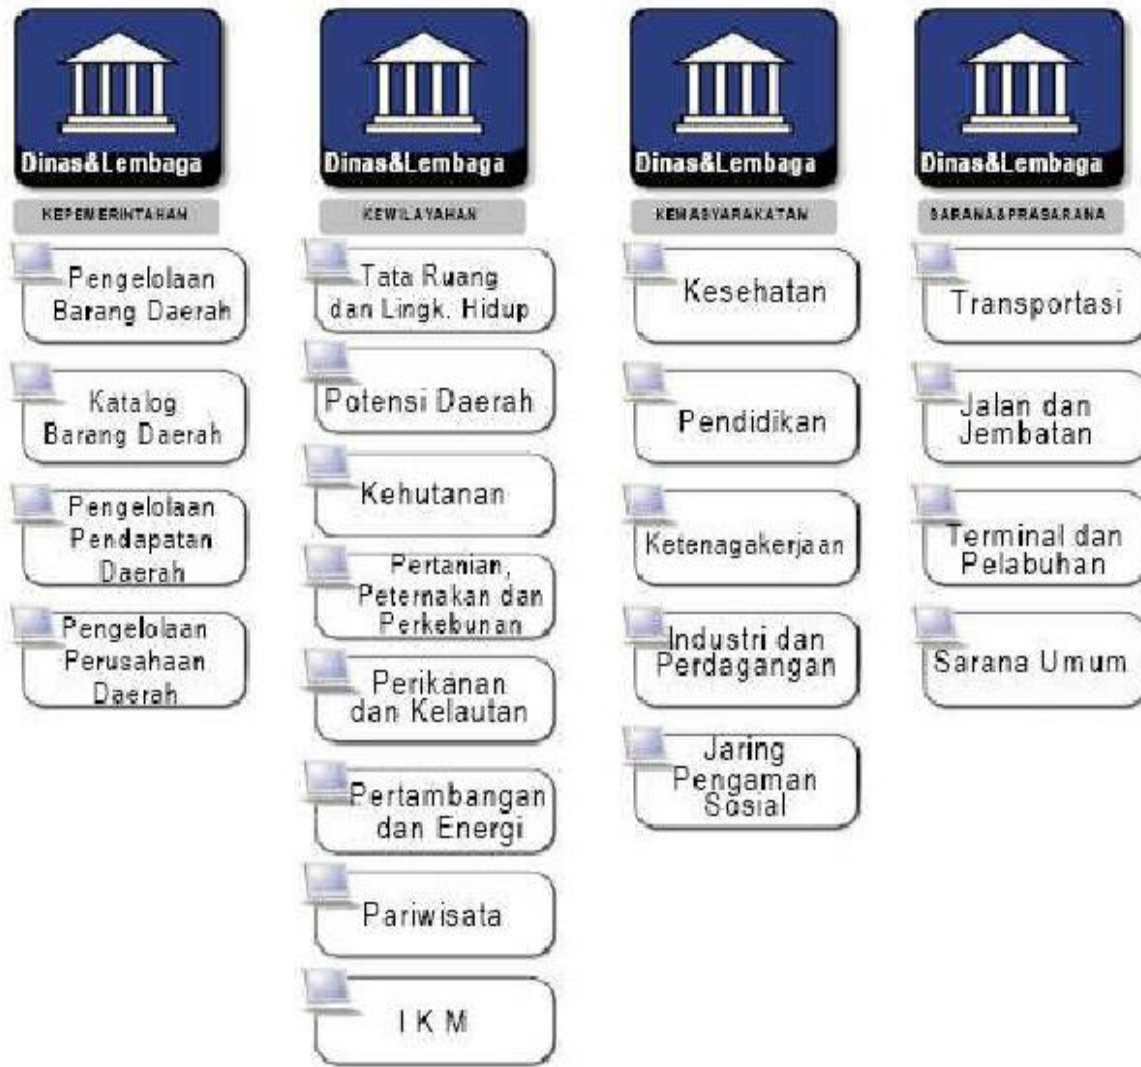 Dinas&Lembaga
KEPEMERINTAHAN
Pengelolaan
Barang Daerah
Katalog
Barang Daerah
Pengelolaan
Pendapatan
Daerah
Pengelolaan
Perusahaan
Daerah
Dinas&Lembaga
KEWILAYAHAN
Tata Ruang
dan Lingk. Hidup
Potensi Daerah
Kehutanan
Pertanian,
Peternakan dan
Perkebunan
Perikanan
dan Kelautan
Pertambangan
dan Energi
Pariwisata
I K M
Dinas&Lembaga
KEMASYARAKATAN
Kesehatan
Pendidikan
Ketenagakerjaan
Industri dan
Perdagangan
Jaring
Pengaman
Sosial
Dinas&Lembaga
SARANA&PRASARANA
Transportasi
Jalan dan
Jembatan
Terminal dan
Pelabuhan
Sarana Umum